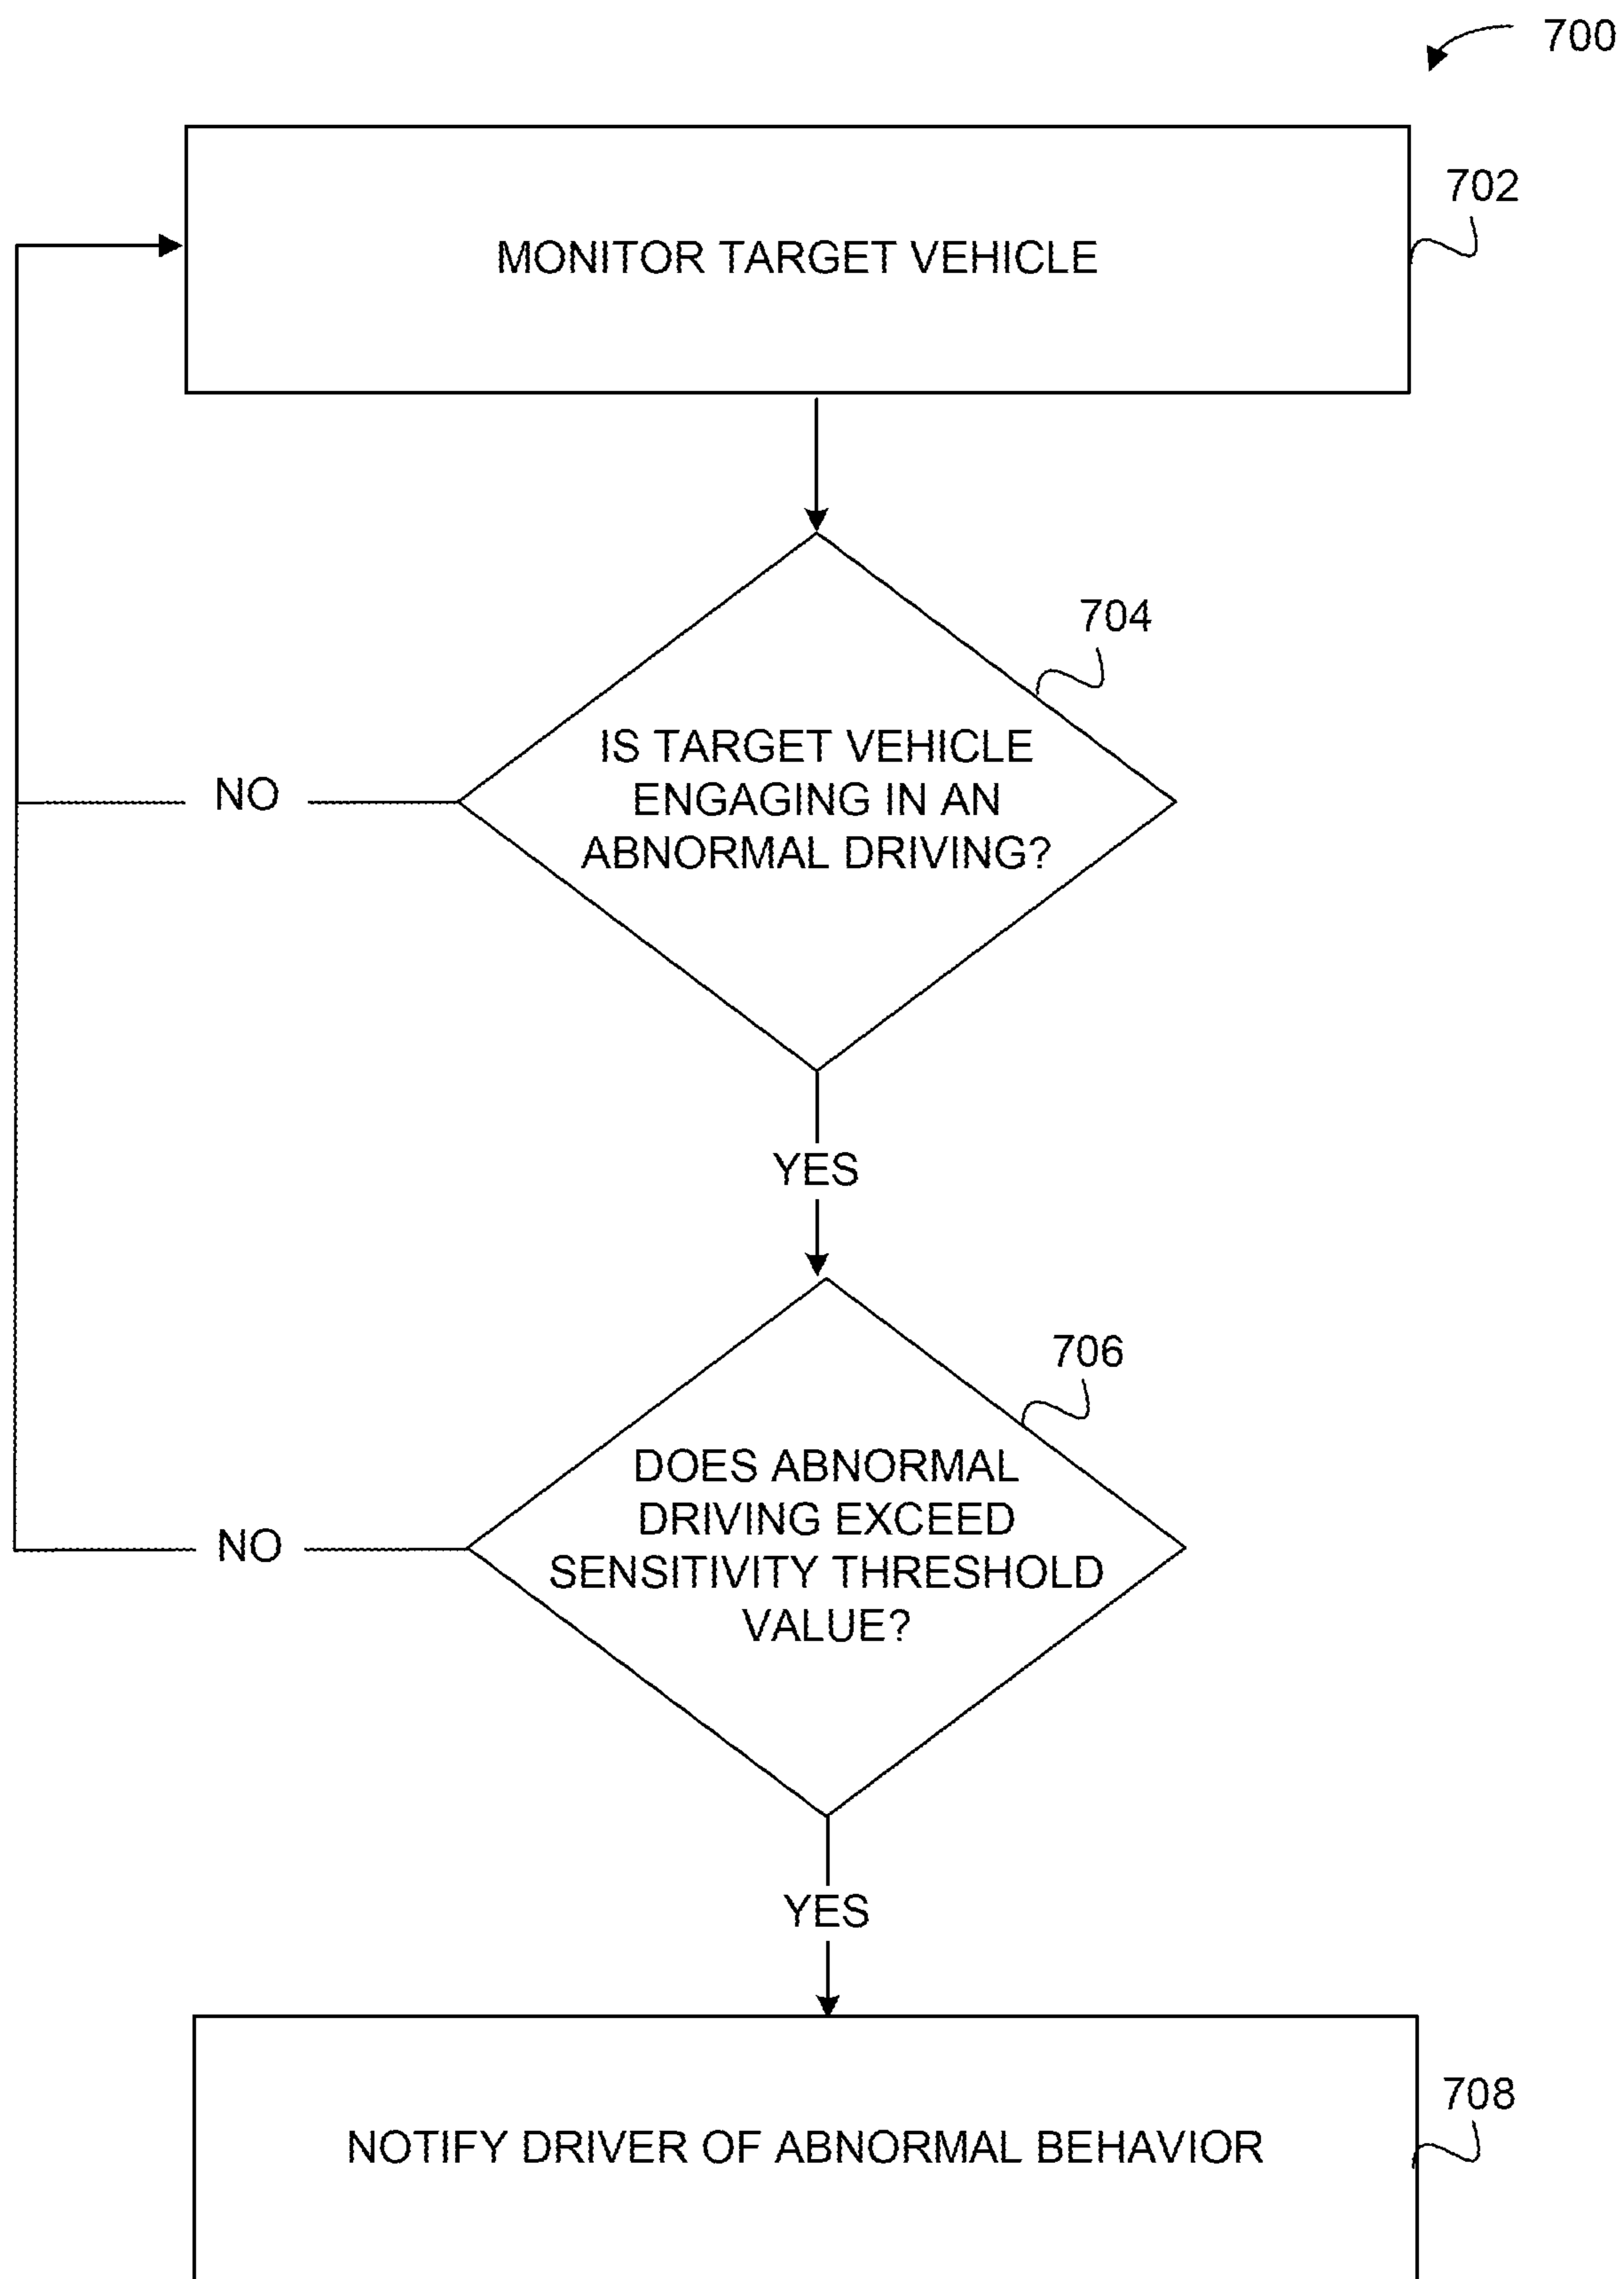 700
702
MONITOR TARGET VEHICLE
704
IS TARGET VEHICLE
ENGAGING IN AN
ABNORMAL DRIVING?
NO
YES
706
DOES ABNORMAL
DRIVING EXCEED
SENSITIVITY THRESHOLD
VALUE?
NO
YES
708
NOTIFY DRIVER OF ABNORMAL BEHAVIOR